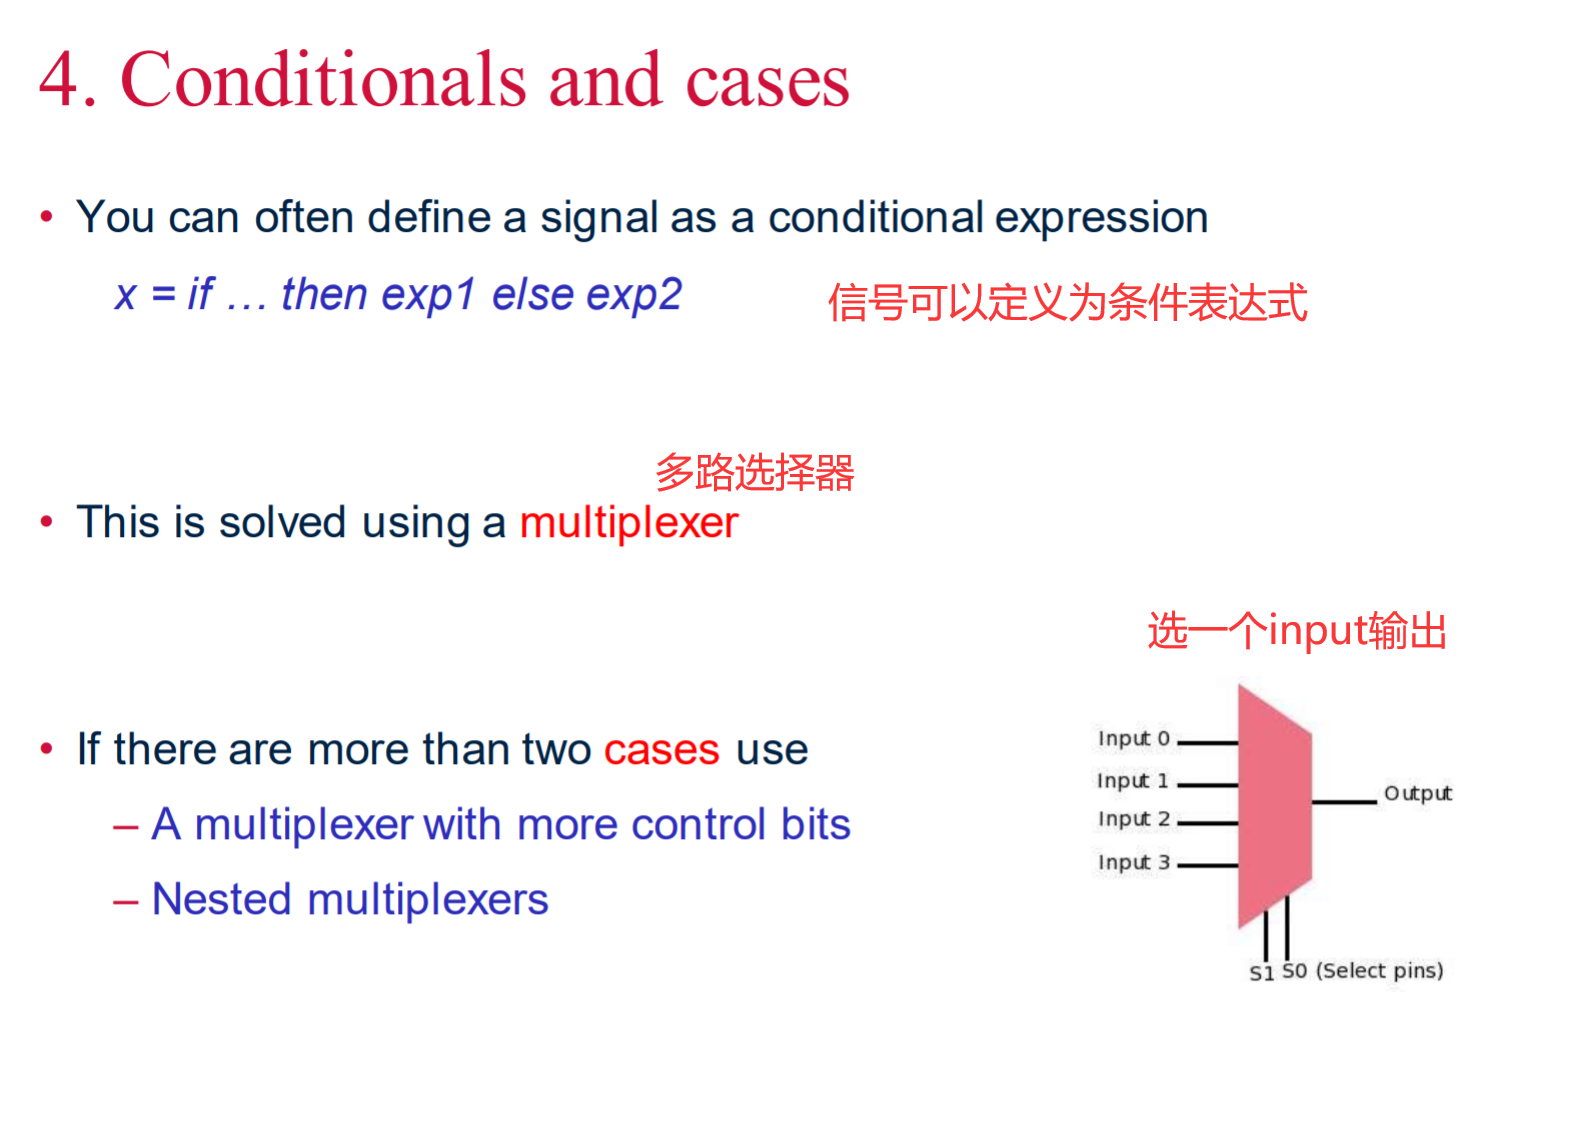 4. Conditionals and cases
• You can often define a signal as a conditional expression
x = if … then exp1 else exp2
信号可以定义为条件表达式
多路选择器
• This is solved using a multiplexer
选一个input输出
• If there are more than two cases use
– A multiplexer with more control bits
– Nested multiplexers
Input 0
Input 1
Input 2
Input 3
Output
S1 S0 (Select pins)